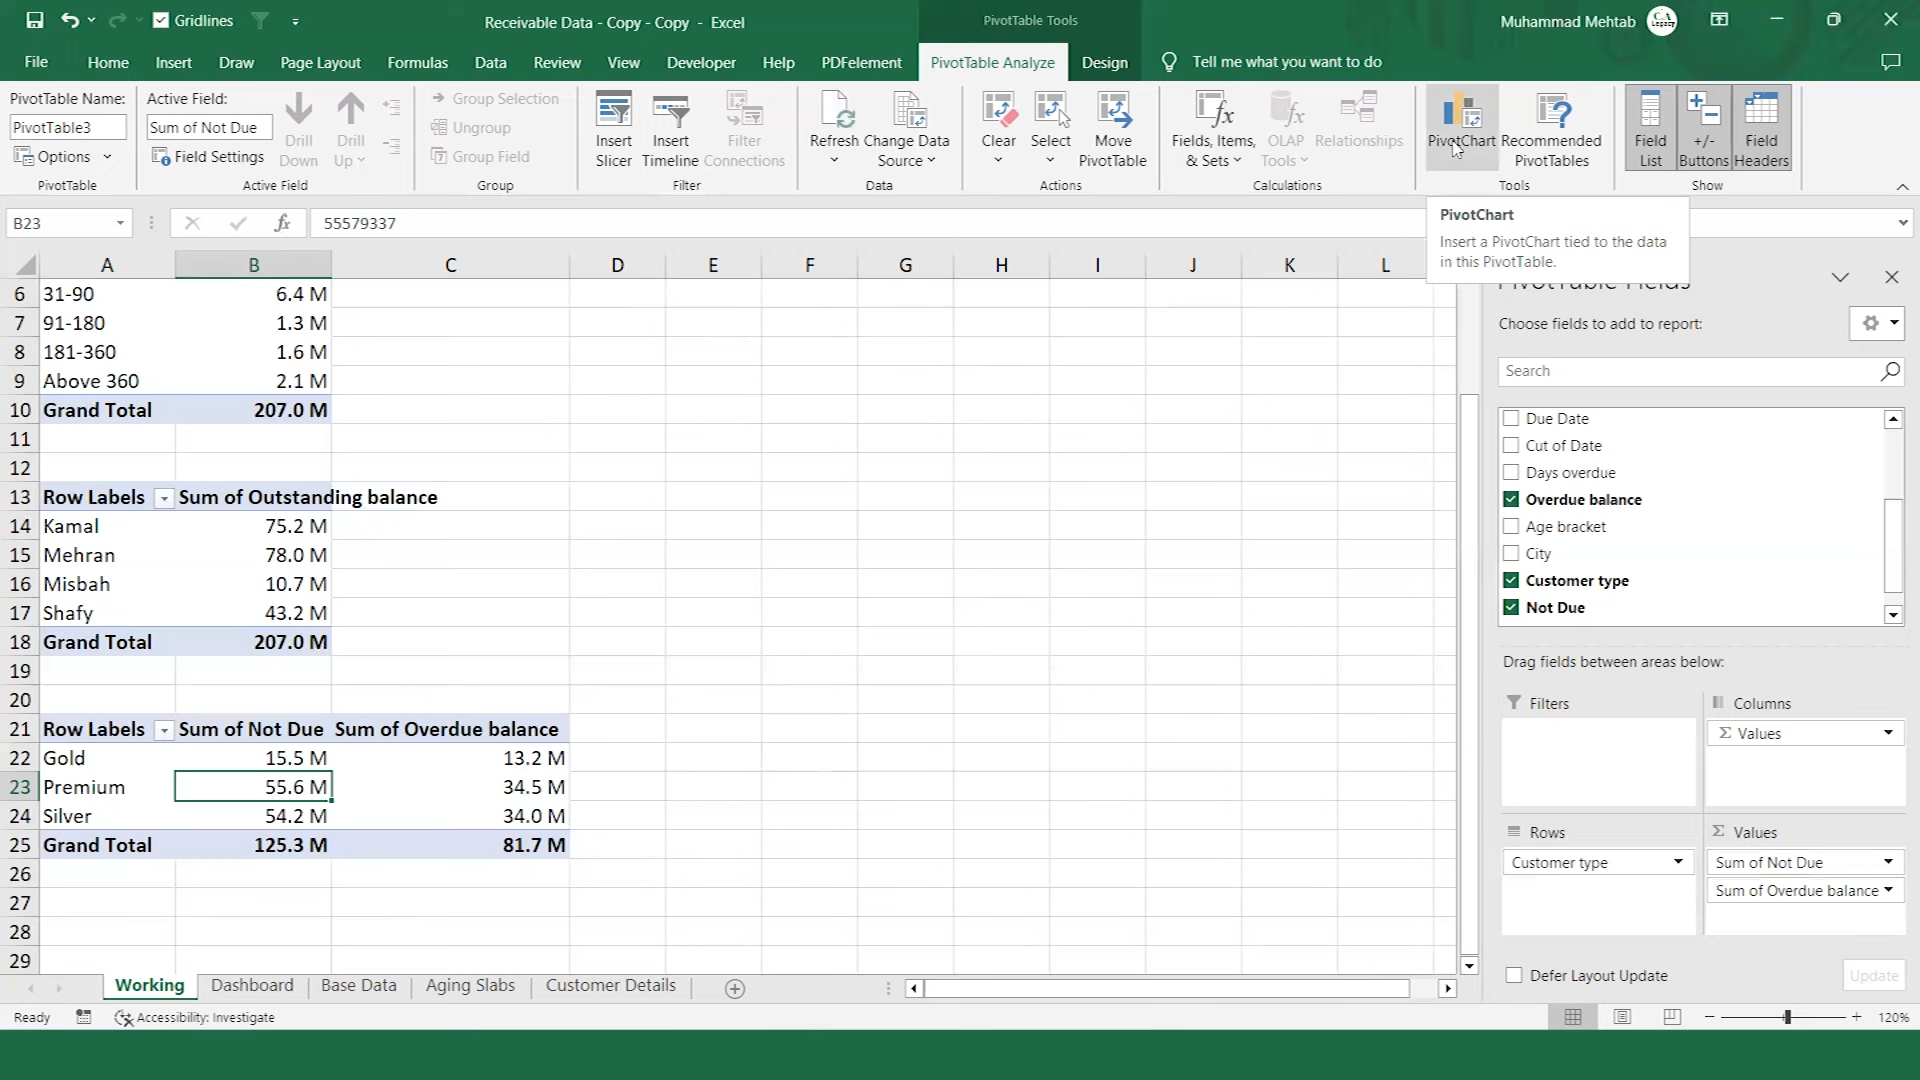 Gridlines
Receivable Data - Copy - Copy - Excel
PivotTable Tools
Muhammad Mehtab
File Home Insert Draw Page Layout Formulas Data Review View Developer Help PDFelement PivotTable Analyze Design Tell me what you want to do
PivotTable Name:
PivotTable3
Options
PivotTable
Active Field:
Sum of Not Due
Field Settings
Drill Down
Drill Up
Active Field
Group Selection
Ungroup
Group Field
Group
Insert Slicer
Insert Timeline
Filter Connections
Filter
Refresh
Change Data Source
Data
Clear
Select
Move PivotTable
Actions
Fields, Items, & Sets
OLAP Tools
Relationships
Calculations
PivotChart
Recommended PivotTables
Tools
Field List
+/- Buttons
Field Headers
Show
B23
fx
55579337
PivotChart
Insert a PivotChart tied to the data
in this PivotTable.
A B C D E F G H I J K L
6 31-90 6.4 M
7 91-180 1.3 M
8 181-360 1.6 M
9 Above 360 2.1 M
10 Grand Total 207.0 M
11
12
13 Row Labels Sum of Outstanding balance
14 Kamal 75.2 M
15 Mehran 78.0 M
16 Misbah 10.7 M
17 Shafy 43.2 M
18 Grand Total 207.0 M
19
20
21 Row Labels Sum of Not Due Sum of Overdue balance
22 Gold 15.5 M 13.2 M
23 Premium 55.6 M 34.5 M
24 Silver 54.2 M 34.0 M
25 Grand Total 125.3 M 81.7 M
26
27
28
29
PivotTable Fields
Choose fields to add to report:
Search
Due Date
Cut of Date
Days overdue
Overdue balance
Age bracket
City
Customer type
Not Due
Drag fields between areas below:
Filters
Columns
Σ Values
Rows
Customer type
Σ Values
Sum of Not Due
Sum of Overdue balance
Defer Layout Update
Update
Working Dashboard Base Data Aging Slabs Customer Details
Ready
Accessibility: Investigate
120%